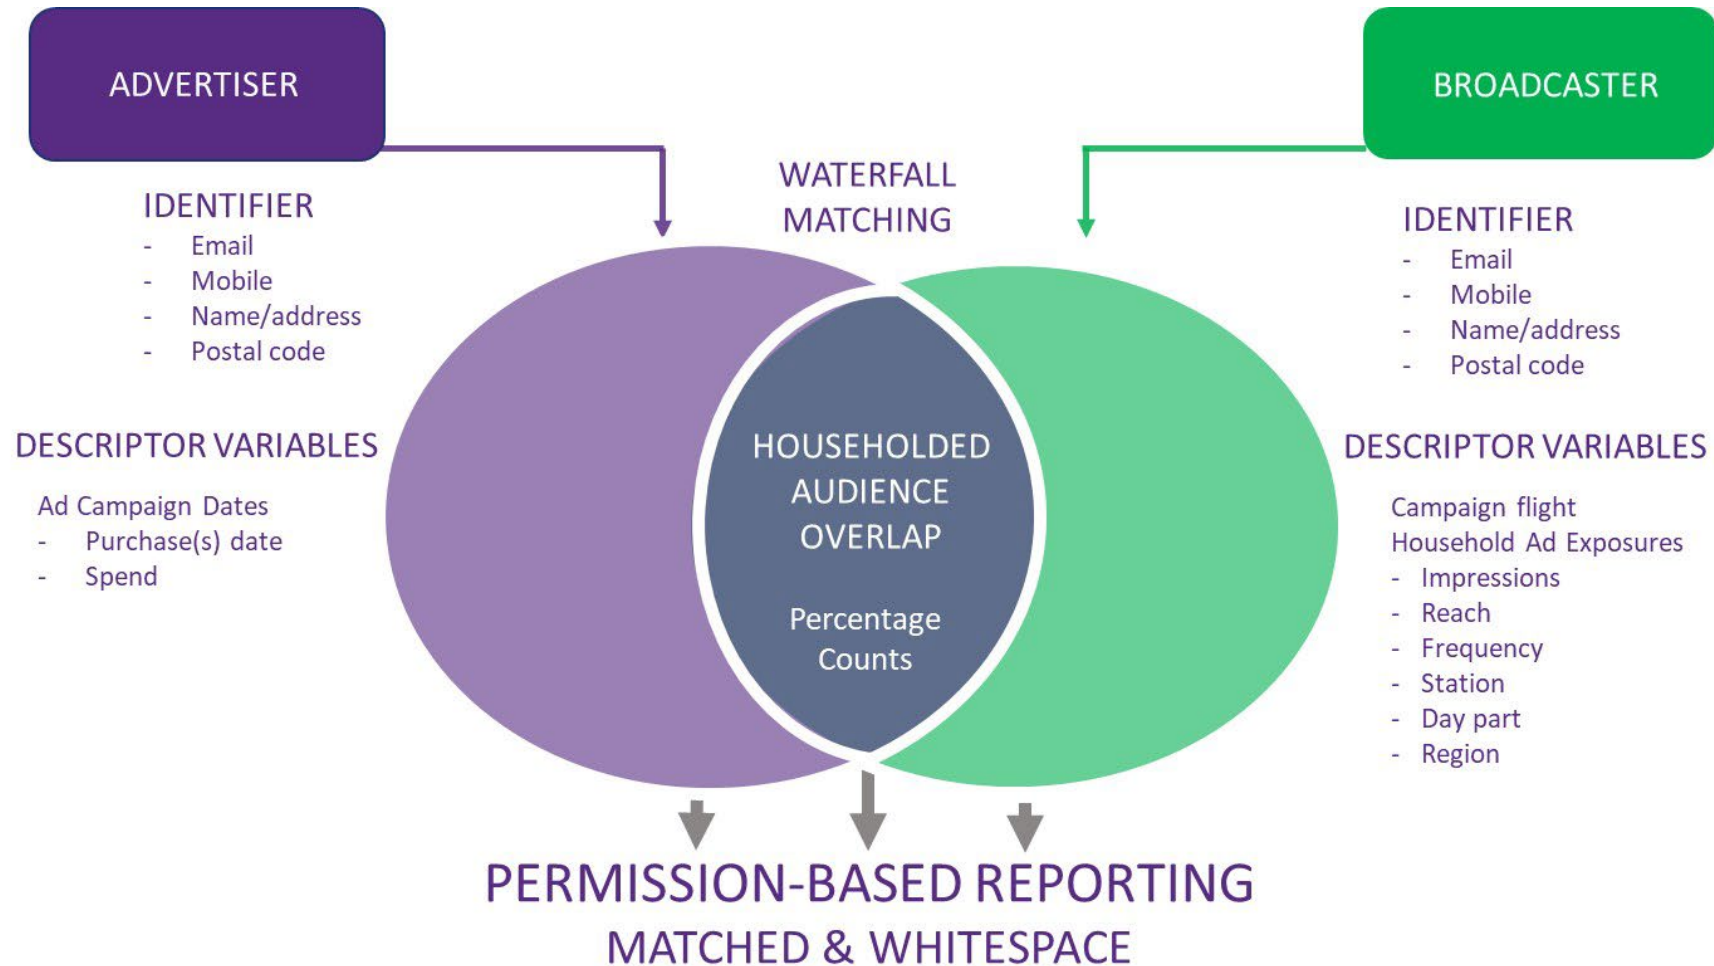 ADVERTISER
IDENTIFIER
- Email
- Mobile
- Name/address
- Postal code
DESCRIPTOR VARIABLES
Ad Campaign Dates
- Purchase(s) date
- Spend
WATERFALL
MATCHING
HOUSEHOLDED
AUDIENCE
OVERLAP
Percentage
Counts
BROADCASTER
IDENTIFIER
- Email
- Mobile
- Name/address
- Postal code
DESCRIPTOR VARIABLES
Campaign flight
Household Ad Exposures
- Impressions
- Reach
- Frequency
- Station
- Day part
- Region
PERMISSION-BASED REPORTING
MATCHED & WHITESPACE